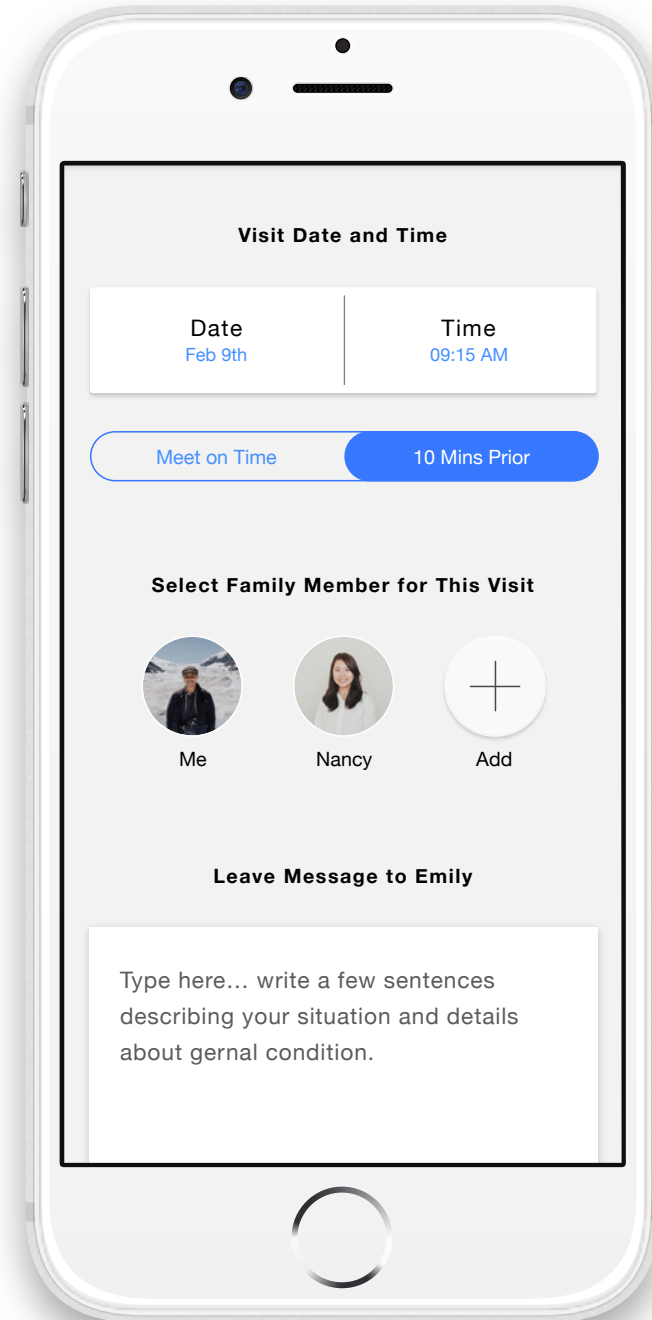 Visit Date and Time
Date
Time
Feb 9th
09:15 AM
Meet on Time
10 Mins Prior
Select Family Member for This Visit
Me
Nancy
Add
Leave Message to Emily
Type here... write a few sentences
describing your situation and details
about gernal condition.